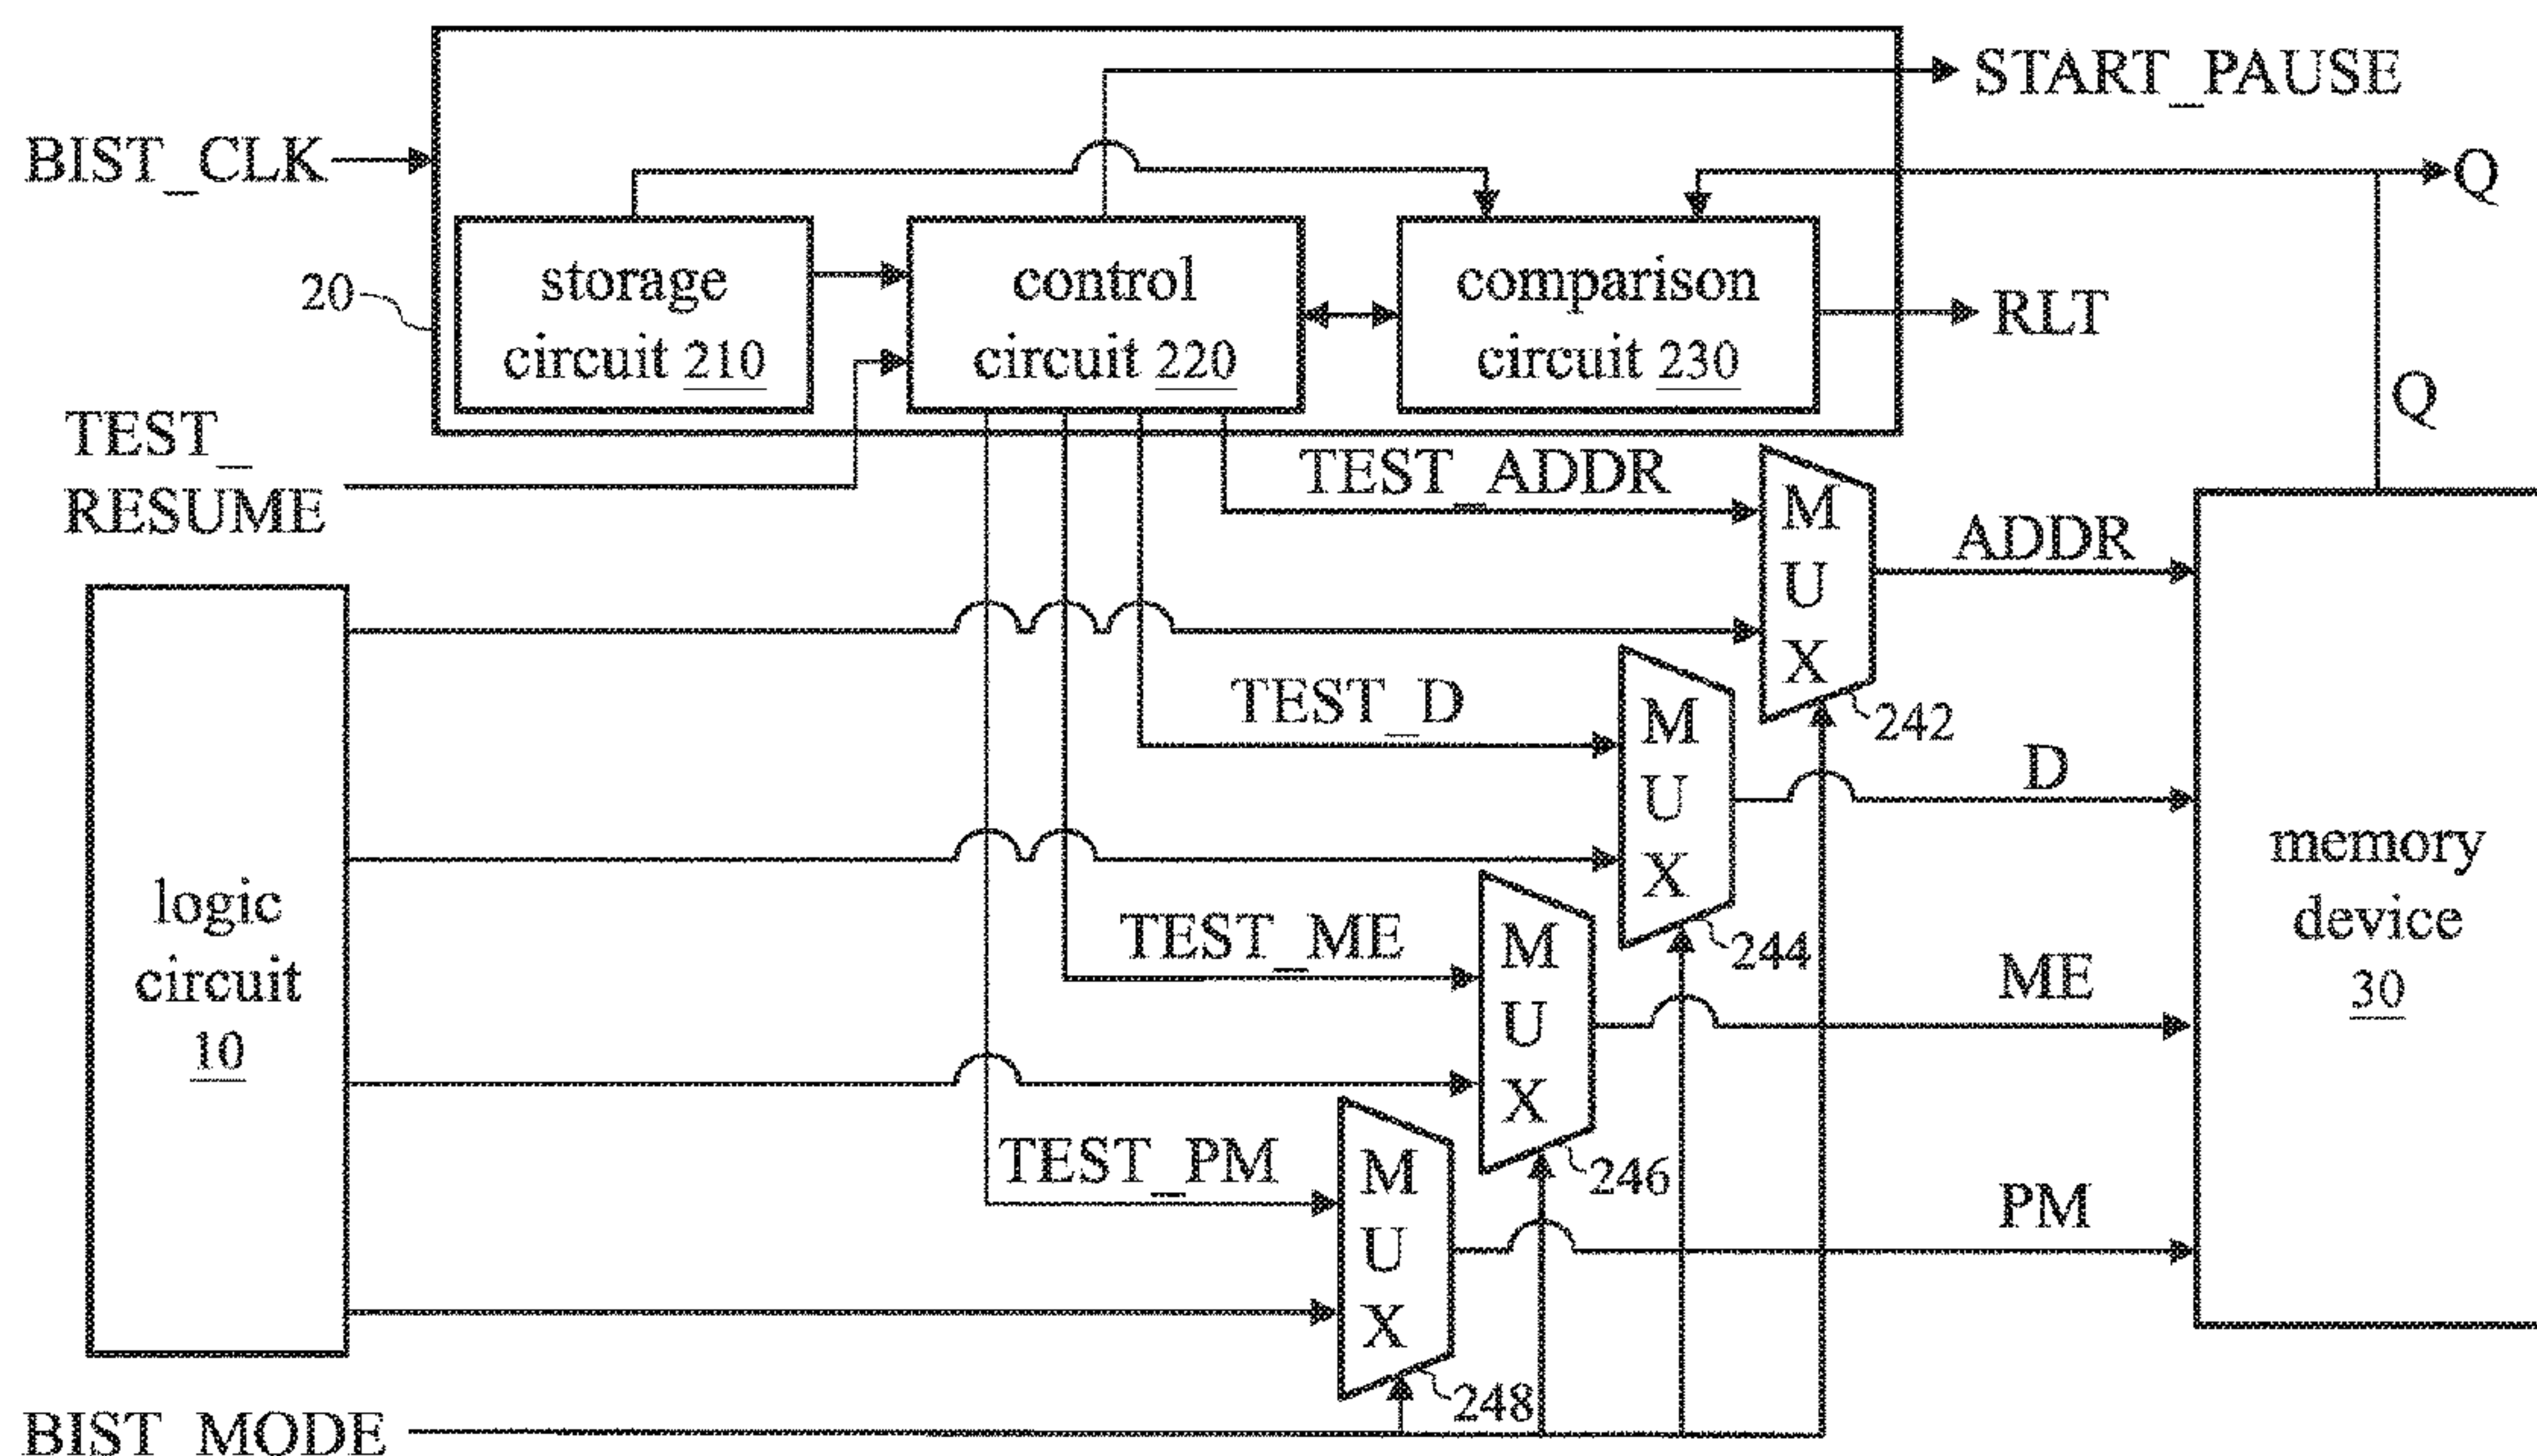 START_PAUSE
BIST_CLK
Q
20
storage
circuit 210
control
circuit 220
comparison
circuit 230
RLT
Q
TEST_
RESUME
TEST_ADDR
M
U
X
242
ADDR
TEST_D
M
U
X
244
D
logic
circuit
10
TEST_ME
M
U
X
246
ME
memory
device
30
TEST_PM
M
U
X
248
PM
BIST_MODE